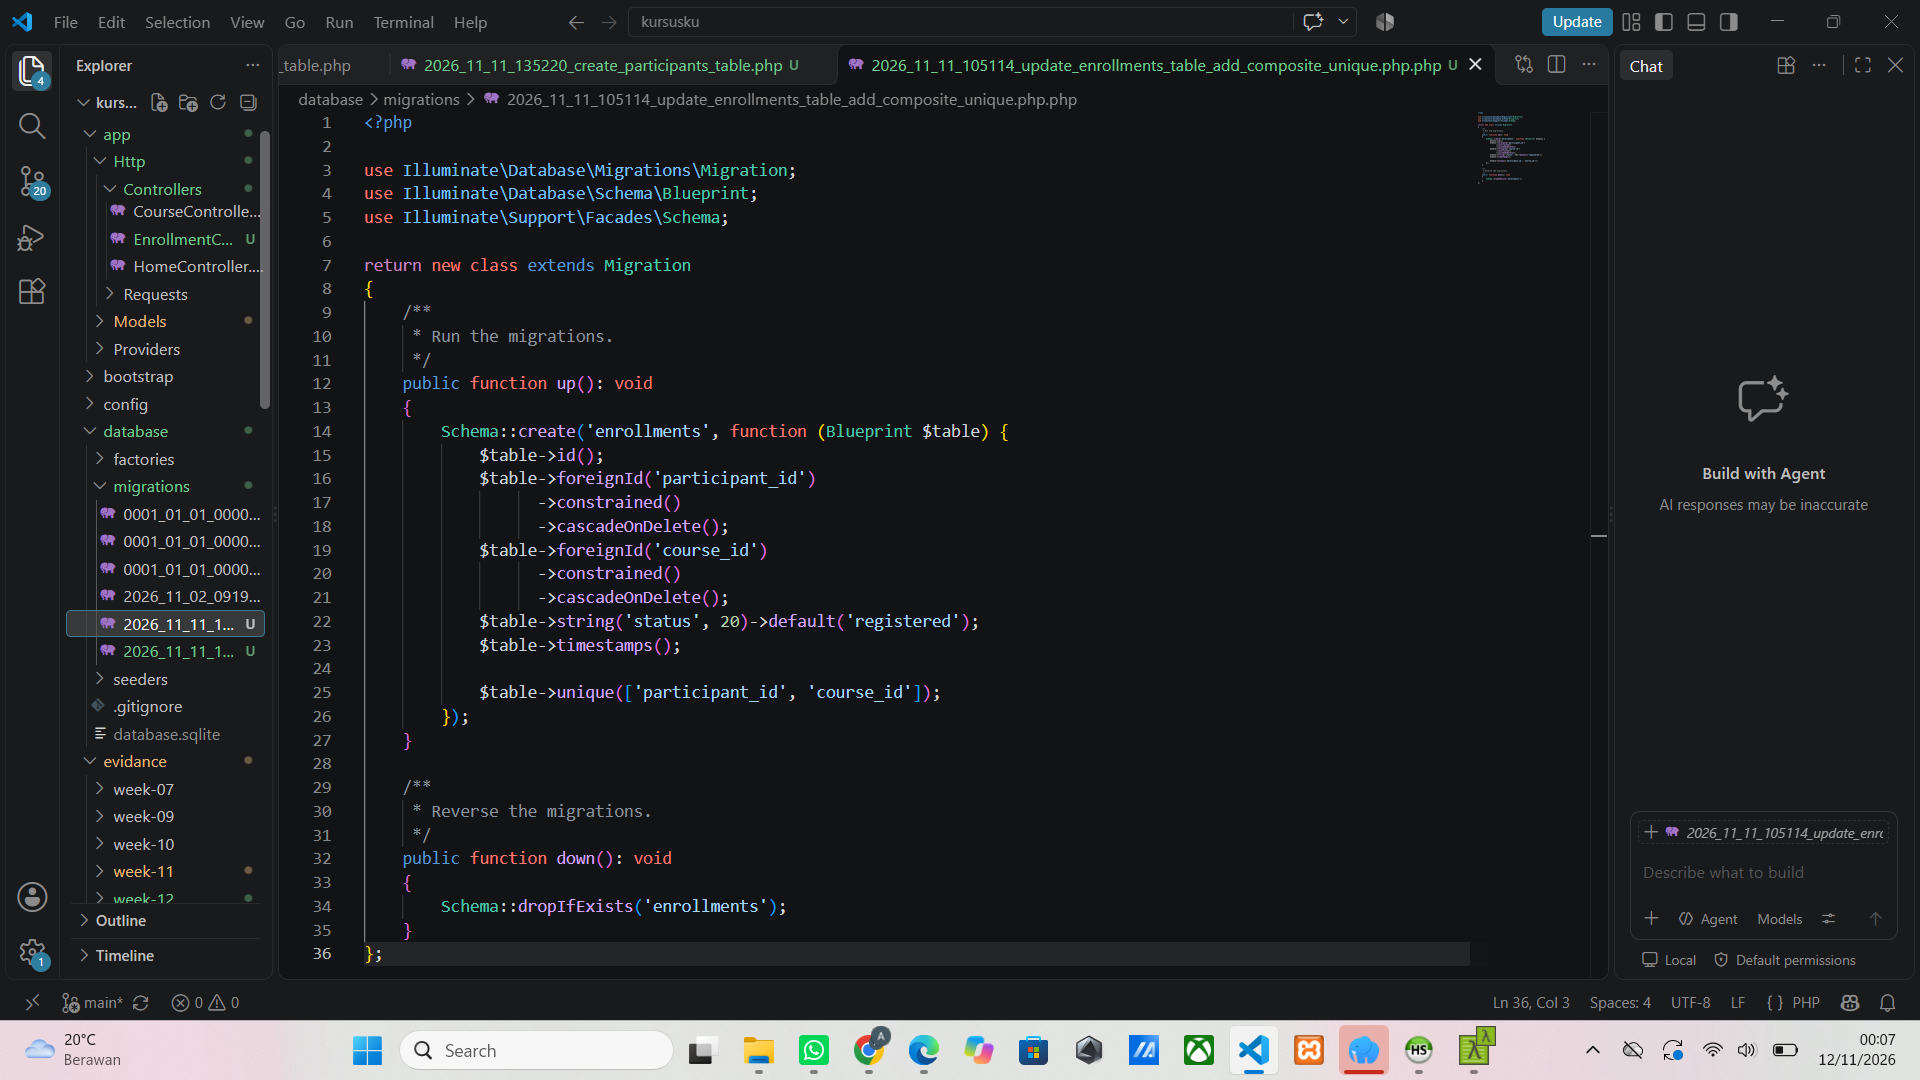 File Edit Selection View Go Run Terminal Help
kursusku
Update
Explorer
_table.php
2026_11_11_135220_create_participants_table.php U
2026_11_11_105114_update_enrollments_table_add_composite_unique.php.php U
Chat
database > migrations > 2026_11_11_105114_update_enrollments_table_add_composite_unique.php.php
4
20
1
kurs...
app
Http
Controllers
CourseControlle...
EnrollmentC... U
HomeController....
Requests
Models
Providers
bootstrap
config
database
factories
migrations
0001_01_01_0000...
0001_01_01_0000...
0001_01_01_0000...
2026_11_02_0919...
2026_11_11_1... U
2026_11_11_1... U
seeders
.gitignore
database.sqlite
evidance
week-07
week-09
week-10
week-11
week-12
Outline
Timeline
1 <?php
2
3 use Illuminate\Database\Migrations\Migration;
4 use Illuminate\Database\Schema\Blueprint;
5 use Illuminate\Support\Facades\Schema;
6
7 return new class extends Migration
8 {
9 /**
10 * Run the migrations.
11 */
12 public function up(): void
13 {
14 Schema::create('enrollments', function (Blueprint $table) {
15 $table->id();
16 $table->foreignId('participant_id')
17 ->constrained()
18 ->cascadeOnDelete();
19 $table->foreignId('course_id')
20 ->constrained()
21 ->cascadeOnDelete();
22 $table->string('status', 20)->default('registered');
23 $table->timestamps();
24
25 $table->unique(['participant_id', 'course_id']);
26 });
27 }
28
29 /**
30 * Reverse the migrations.
31 */
32 public function down(): void
33 {
34 Schema::dropIfExists('enrollments');
35 }
36 };
Build with Agent
AI responses may be inaccurate
2026_11_11_105114_update_enro
Describe what to build
Agent Models
Local Default permissions
main* 0 0
Ln 36, Col 3 Spaces: 4 UTF-8 LF { } PHP
20°C
Berawan
Search
A
HS
00:07
12/11/2026